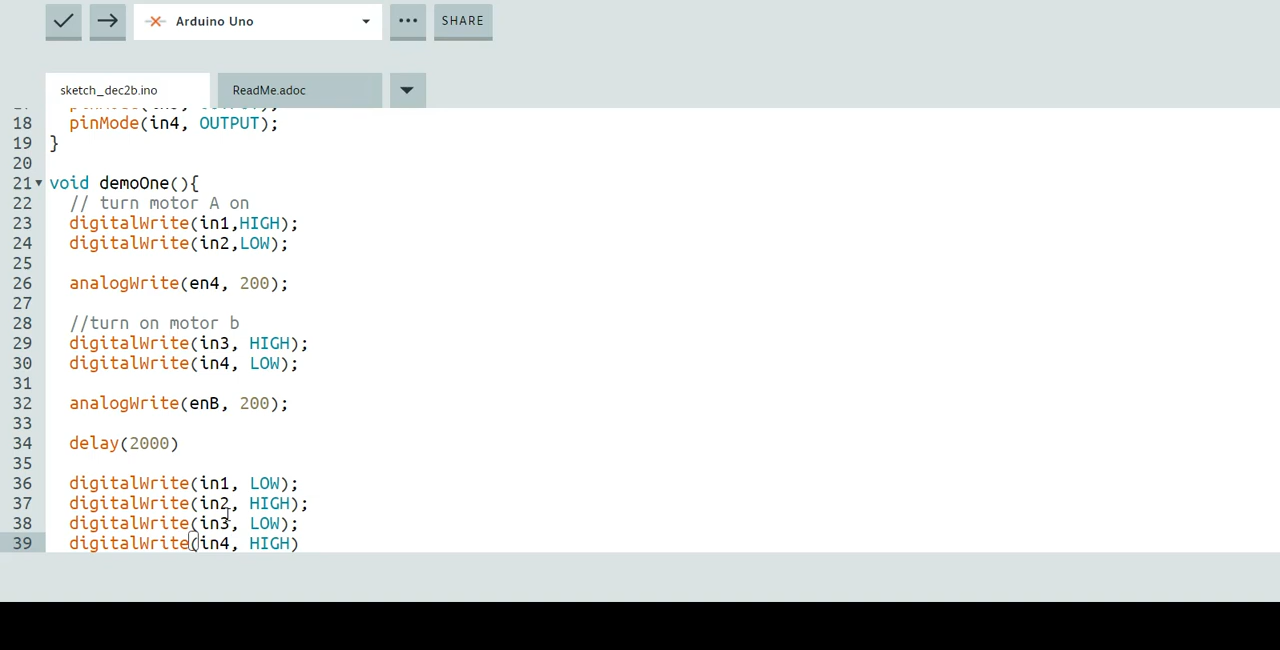 Arduino Uno
SHARE
sketch_dec2b.ino
ReadMe.adoc
18 pinMode(in4, OUTPUT);
19 }
20
21 void demoOne(){
22 // turn motor A on
23 digitalWrite(in1,HIGH);
24 digitalWrite(in2,LOW);
25
26 analogWrite(en4, 200);
27
28 //turn on motor b
29 digitalWrite(in3, HIGH);
30 digitalWrite(in4, LOW);
31
32 analogWrite(enB, 200);
33
34 delay(2000)
35
36 digitalWrite(in1, LOW);
37 digitalWrite(in2, HIGH);
38 digitalWrite(in3, LOW);
39 digitalWrite(in4, HIGH)